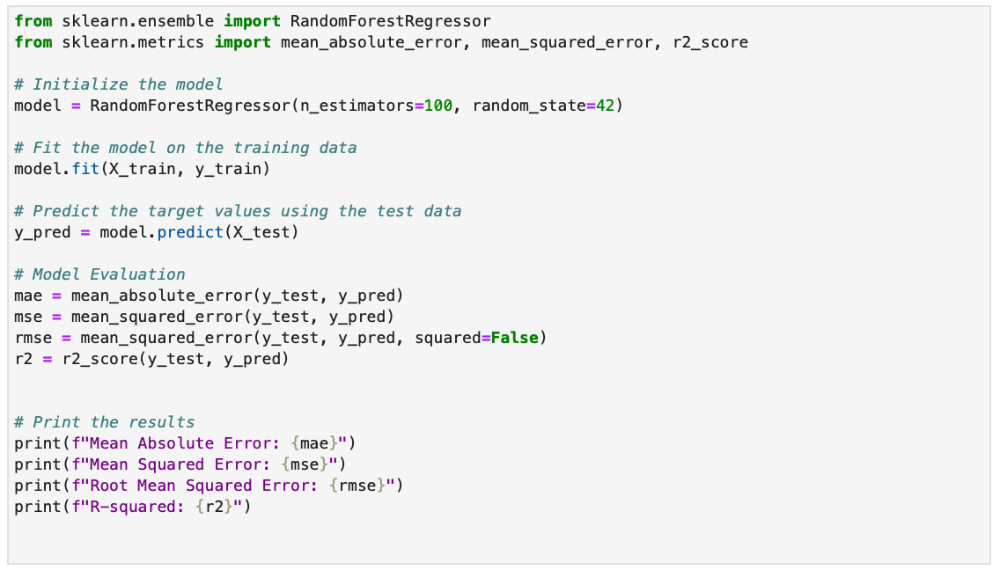 from sklearn.ensemble import RandomForestRegressor
from sklearn.metrics import mean_absolute_error, mean_squared_error, r2_score
# Initialize the model
model = RandomForestRegressor(n_estimators=100, random_state=42)
# Fit the model on the training data
model.fit(X_train, y_train)
# Predict the target values using the test data
y_pred = model.predict(X_test)
# Model Evaluation
mae = mean_absolute_error(y_test, y_pred)
mse = mean_squared_error(y_test, y_pred)
rmse = mean_squared_error(y_test, y_pred, squared=False)
r2 = r2_score(y_test, y_pred)
# Print the results
print(f"Mean Absolute Error: {mae}")
print(f"Mean Squared Error: {mse}")
print(f"Root Mean Squared Error: {rmse}")
print(f"R-squared: {r2}")